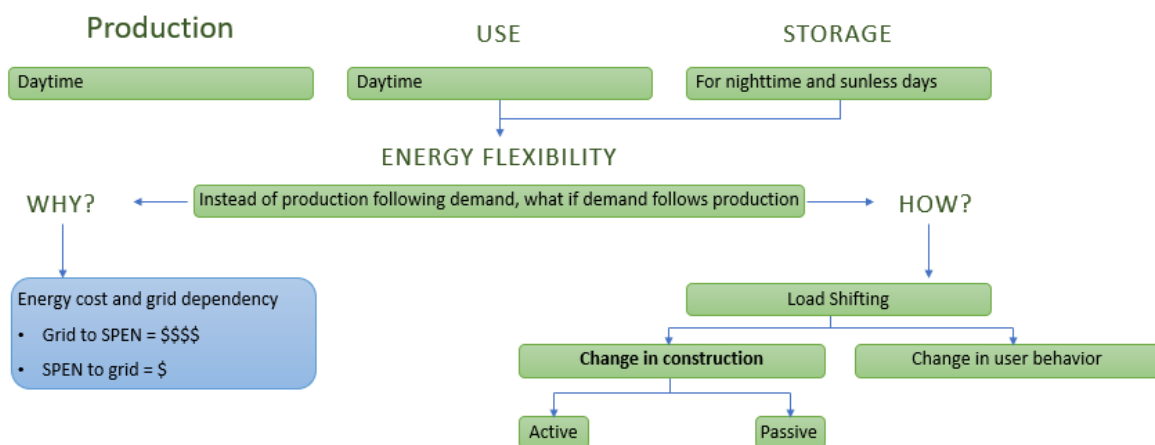 Production
USE
STORAGE
Daytime
Daytime
For nighttime and sunless days
ENERGY FLEXIBILITY
Instead of production following demand, what if demand follows production
WHY?
HOW?
Energy cost and grid dependency
• Grid to SPEN = $$$$
• SPEN to grid = $
Load Shifting
Change in construction
Change in user behavior
Active
Passive